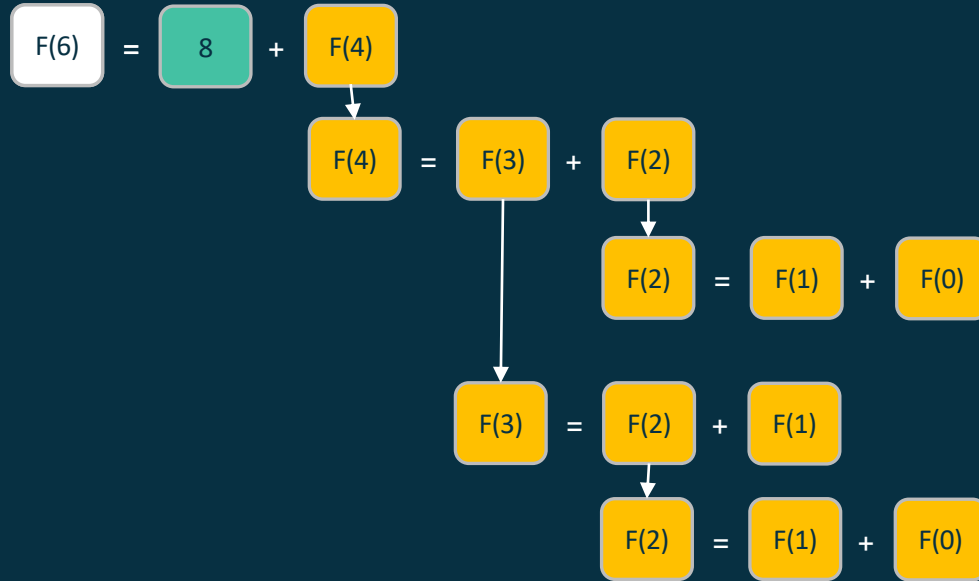 F(6) = 8 + F(4)
F(4) = F(3) + F(2)
F(2) = F(1) + F(0)
F(3) = F(2) + F(1)
F(2) = F(1) + F(0)